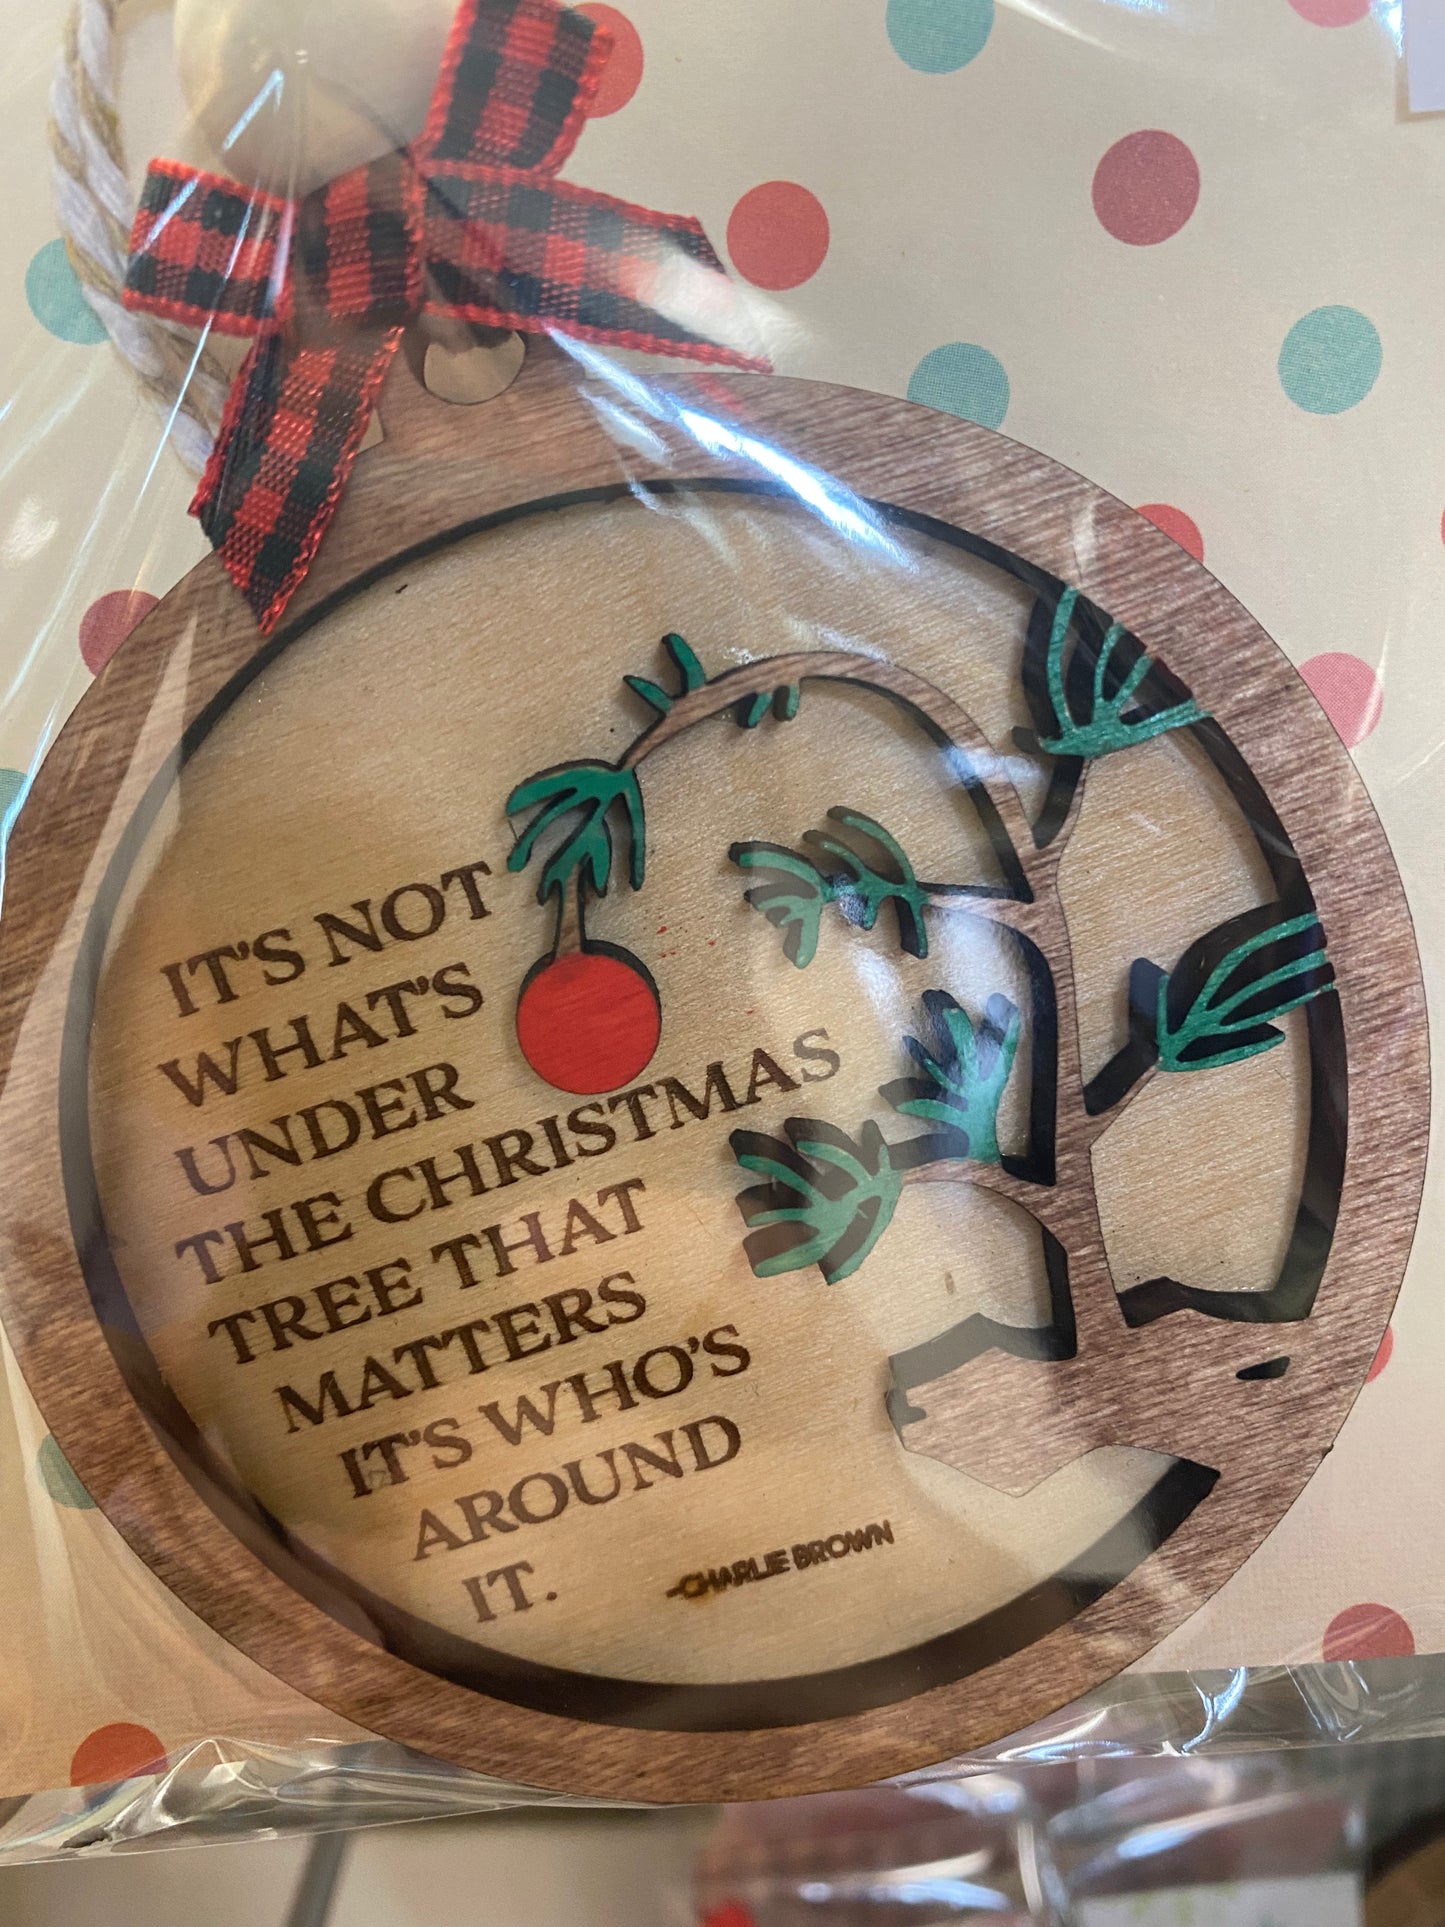 IT'S NOT
WHAT'S
UNDER
THE CHRISTMAS
TREE THAT
MATTERS
IT'S WHO'S
AROUND
IT.
-CHARLIE BROWN